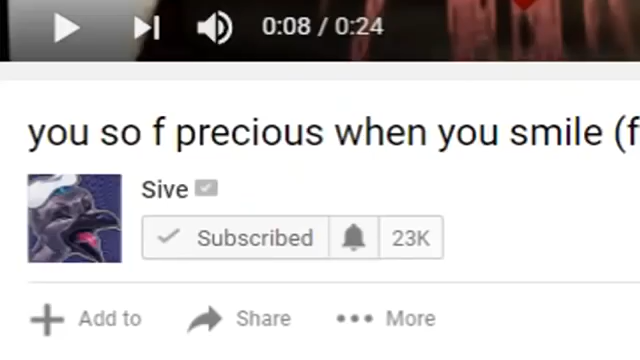 0:08 / 0:24
you so f precious when you smile (f
Sive
Subscribed 23K
Add to Share More